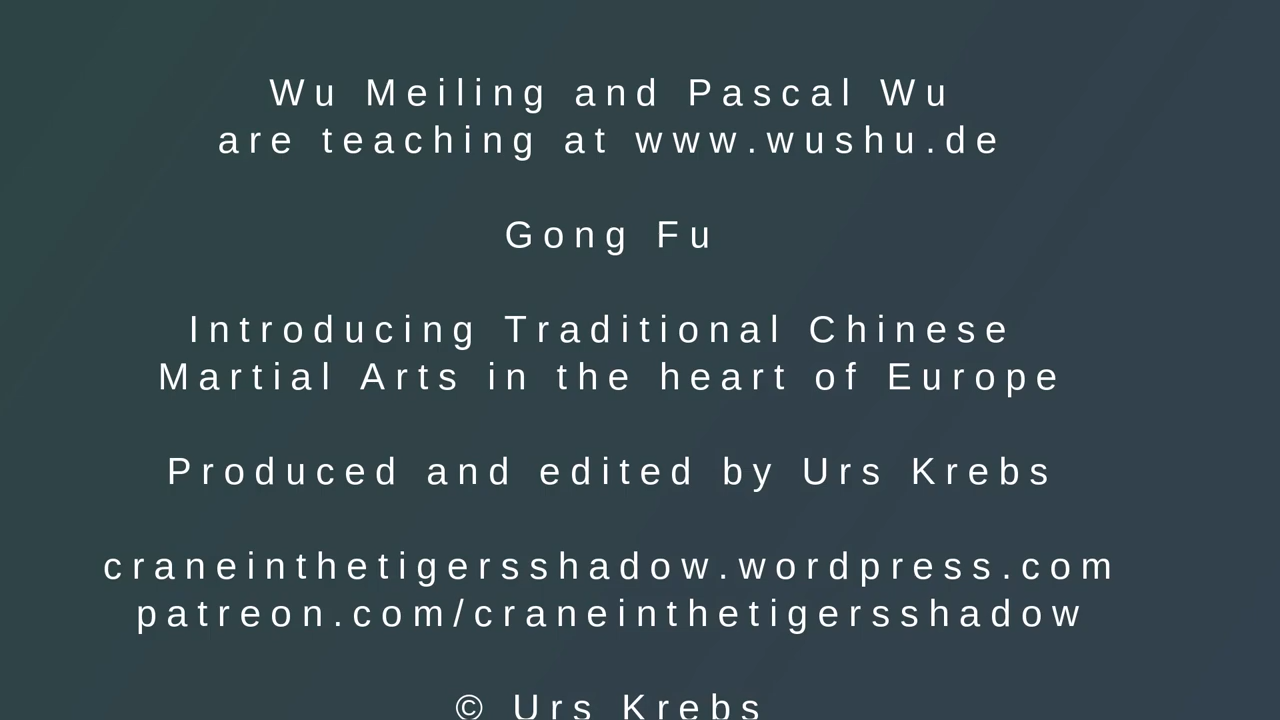 Wu Meiling and Pascal Wu
are teaching at www.wushu.de
Gong Fu
Introducing Traditional Chinese
Martial Arts in the heart of Europe
Produced and edited by Urs Krebs
craneinthetigersshadow.wordpress.com
patreon.com/craneinthetigersshadow
© Urs Krebs